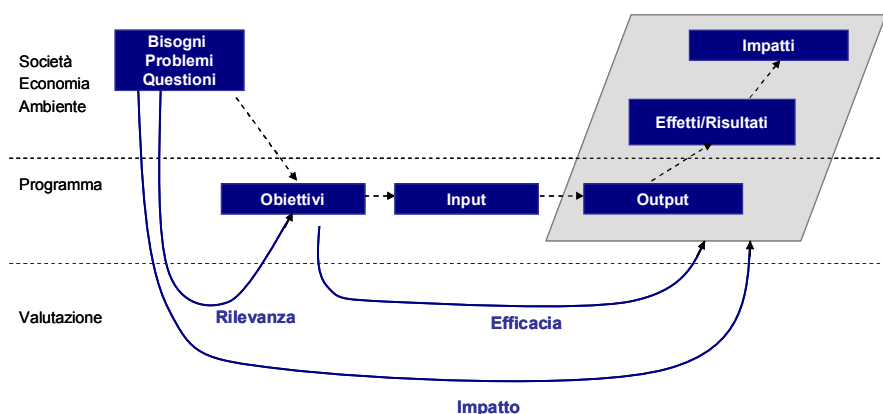 Società
Economia
Ambiente
Bisogni
Problemi
Questioni
Impatti
Effetti/Risultati
Programma
Obiettivi
Input
Output
Valutazione
Rilevanza
Efficacia
Impatto